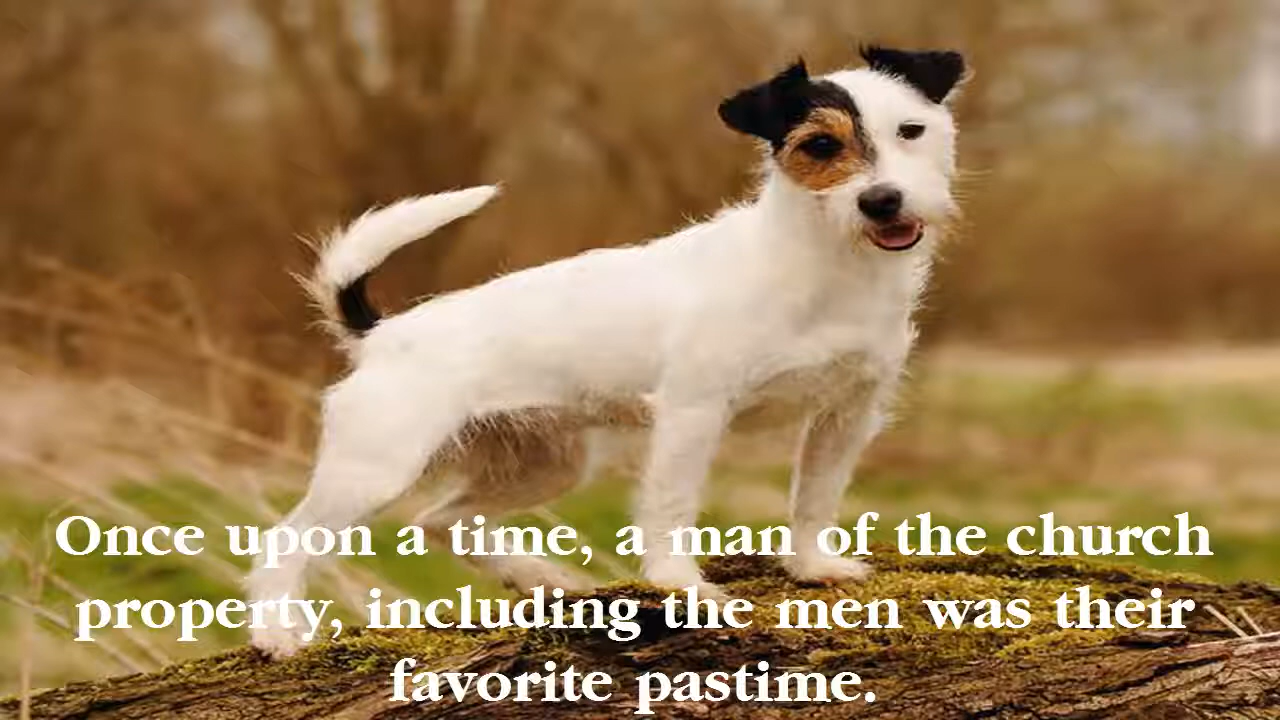 Once upon a time, a man of the church
property, including the men was their
favorite pastime.